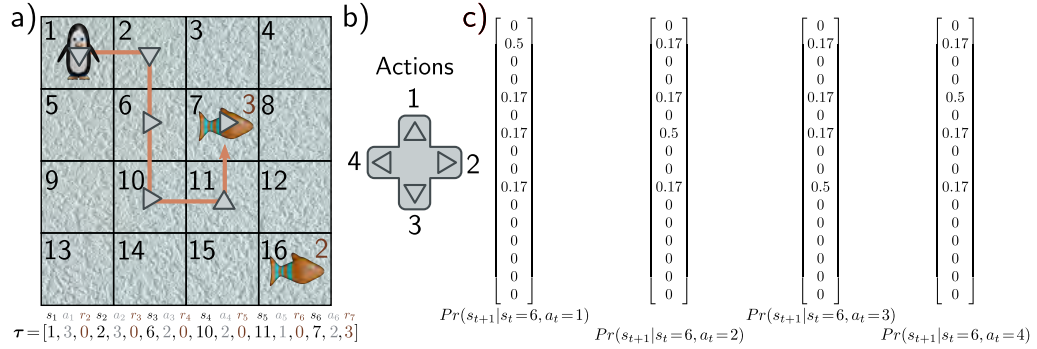 a)
1 2 3 4
5 6 7 3 8
9 10 11 12
13 14 15 16 2
s₁ a₁ r₂ s₂ a₂ r₃ s₃ a₃ r₄ s₄ a₄ r₅ s₅ a₅ r₆ s₆ a₆ r₇
τ=[1,3,0,2,3,0,6,2,0,10,2,0,11,1,0,7,2,3]
b)
Actions
1
4 2
3
c)
0 0 0 0
0.5 0.17 0.17 0.17
0 0 0 0
0 0 0 0
0.17 0.17 0.17 0.5
0 0 0 0
0.17 0.5 0.17 0.17
0 0 0 0
0 0 0 0
0.17 0.17 0.5 0.17
0 0 0 0
0 0 0 0
0 0 0 0
0 0 0 0
0 0 0 0
0 0 0 0
Pr(sₜ₊₁|sₜ=6, aₜ=1)
Pr(sₜ₊₁|sₜ=6, aₜ=2)
Pr(sₜ₊₁|sₜ=6, aₜ=3)
Pr(sₜ₊₁|sₜ=6, aₜ=4)